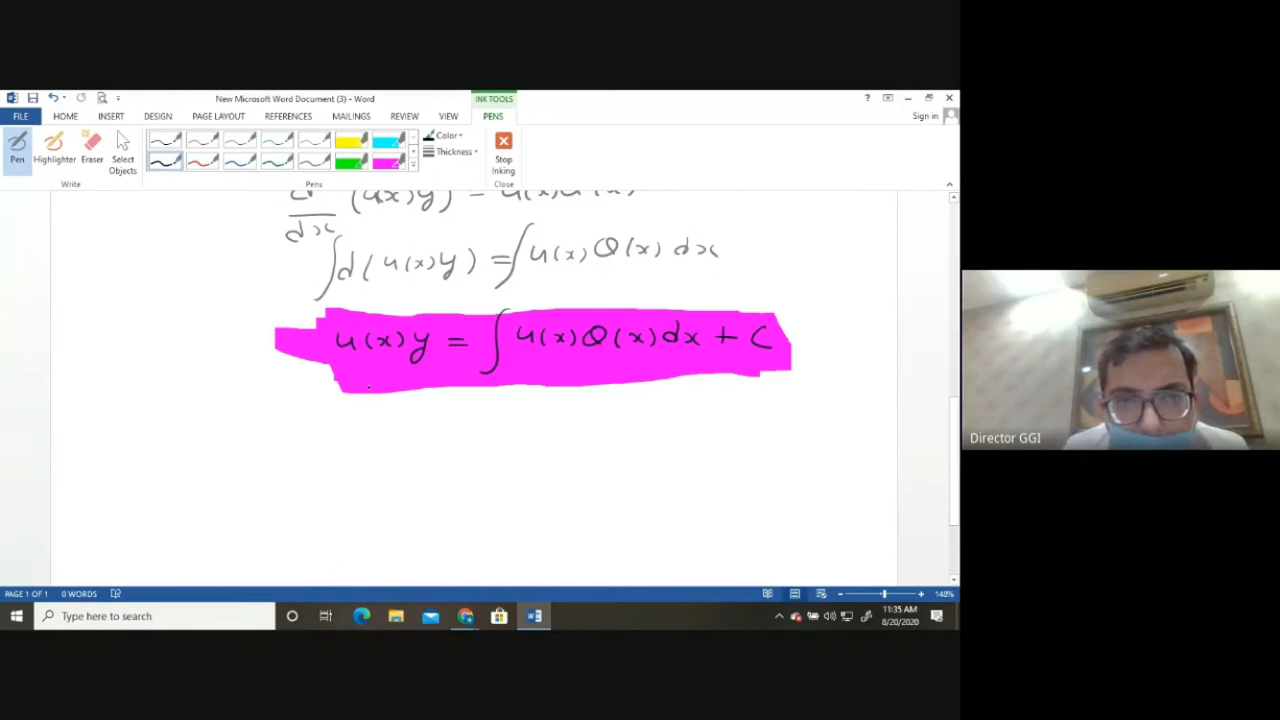 New Microsoft Word Document (3) - Word
INK TOOLS
Sign in
FILE HOME INSERT DESIGN PAGE LAYOUT REFERENCES MAILINGS REVIEW VIEW PENS
Pen Highlighter Eraser Select Objects
Color
Thickness
Stop Inking
Write Pens Close
d/dx (u(x)y) =
∫d(u(x)y) = ∫u(x)Q(x) dx
u(x)y = ∫u(x)Q(x)dx + C
Director GGI
PAGE 1 OF 1 0 WORDS 148%
Type here to search
11:35 AM
8/20/2020